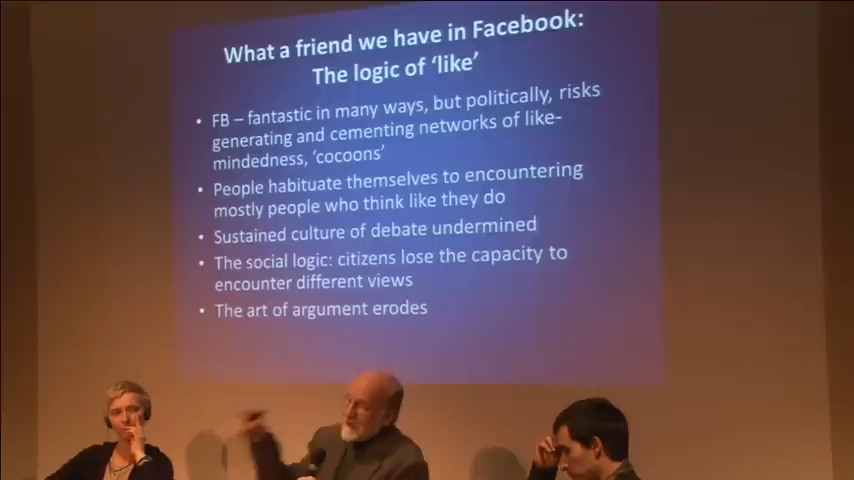 What a friend we have in Facebook:
The logic of 'like'
• FB – fantastic in many ways, but politically, risks
generating and cementing networks of like-
mindedness, 'cocoons'
• People habituate themselves to encountering
mostly people who think like they do
• Sustained culture of debate undermined
• The social logic: citizens lose the capacity to
encounter different views
• The art of argument erodes